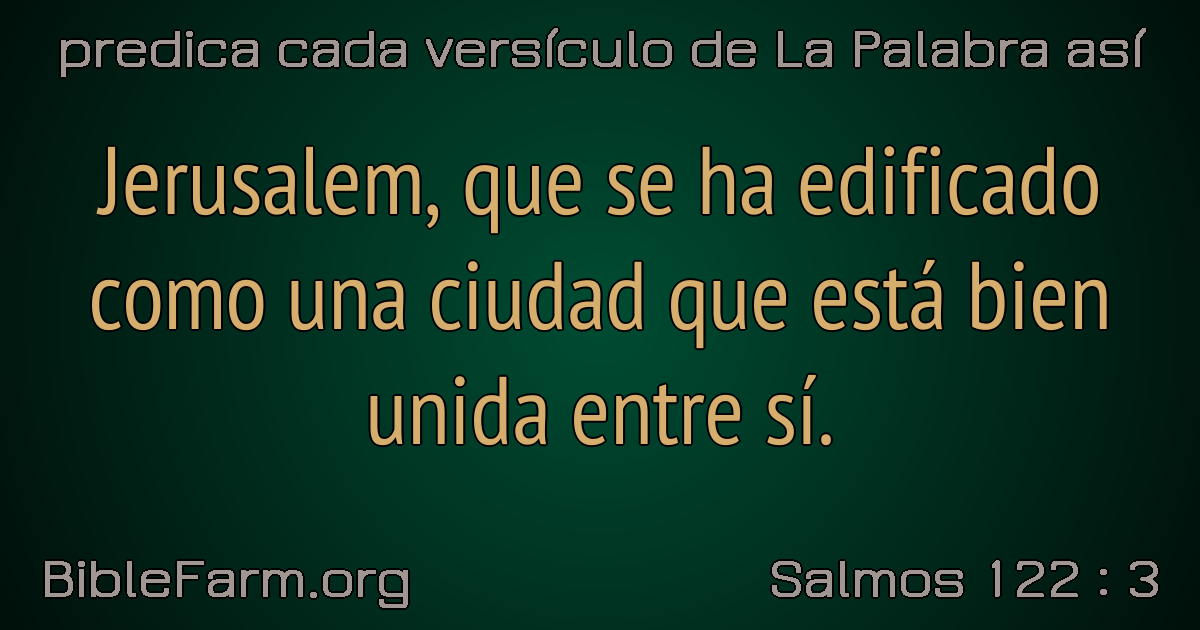 predica cada versículo de La Palabra así
Jerusalem, que se ha edificado
como una ciudad que está bien
unida entre sí.
BibleFarm.org
Salmos 122 : 3